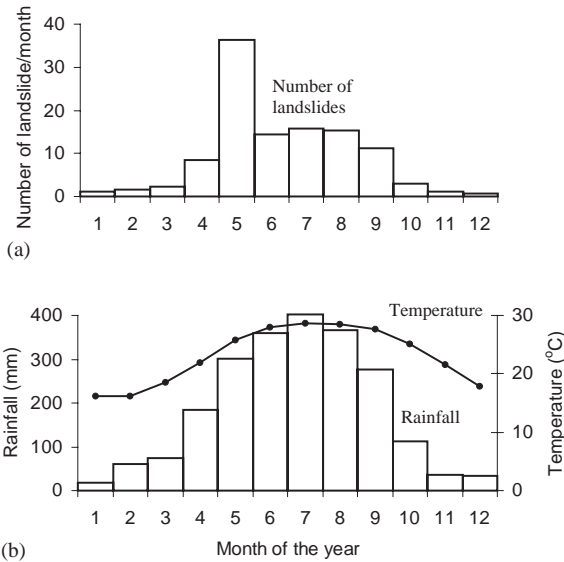 40
30
20
10
0
Number of landslide/month
Number of
landslides
1 2 3 4 5 6 7 8 9 10 11 12
(a)
400
300
200
100
0
Rainfall (mm)
Temperature
Rainfall
30
20
10
0
Temperature (°C)
1 2 3 4 5 6 7 8 9 10 11 12
(b)
Month of the year